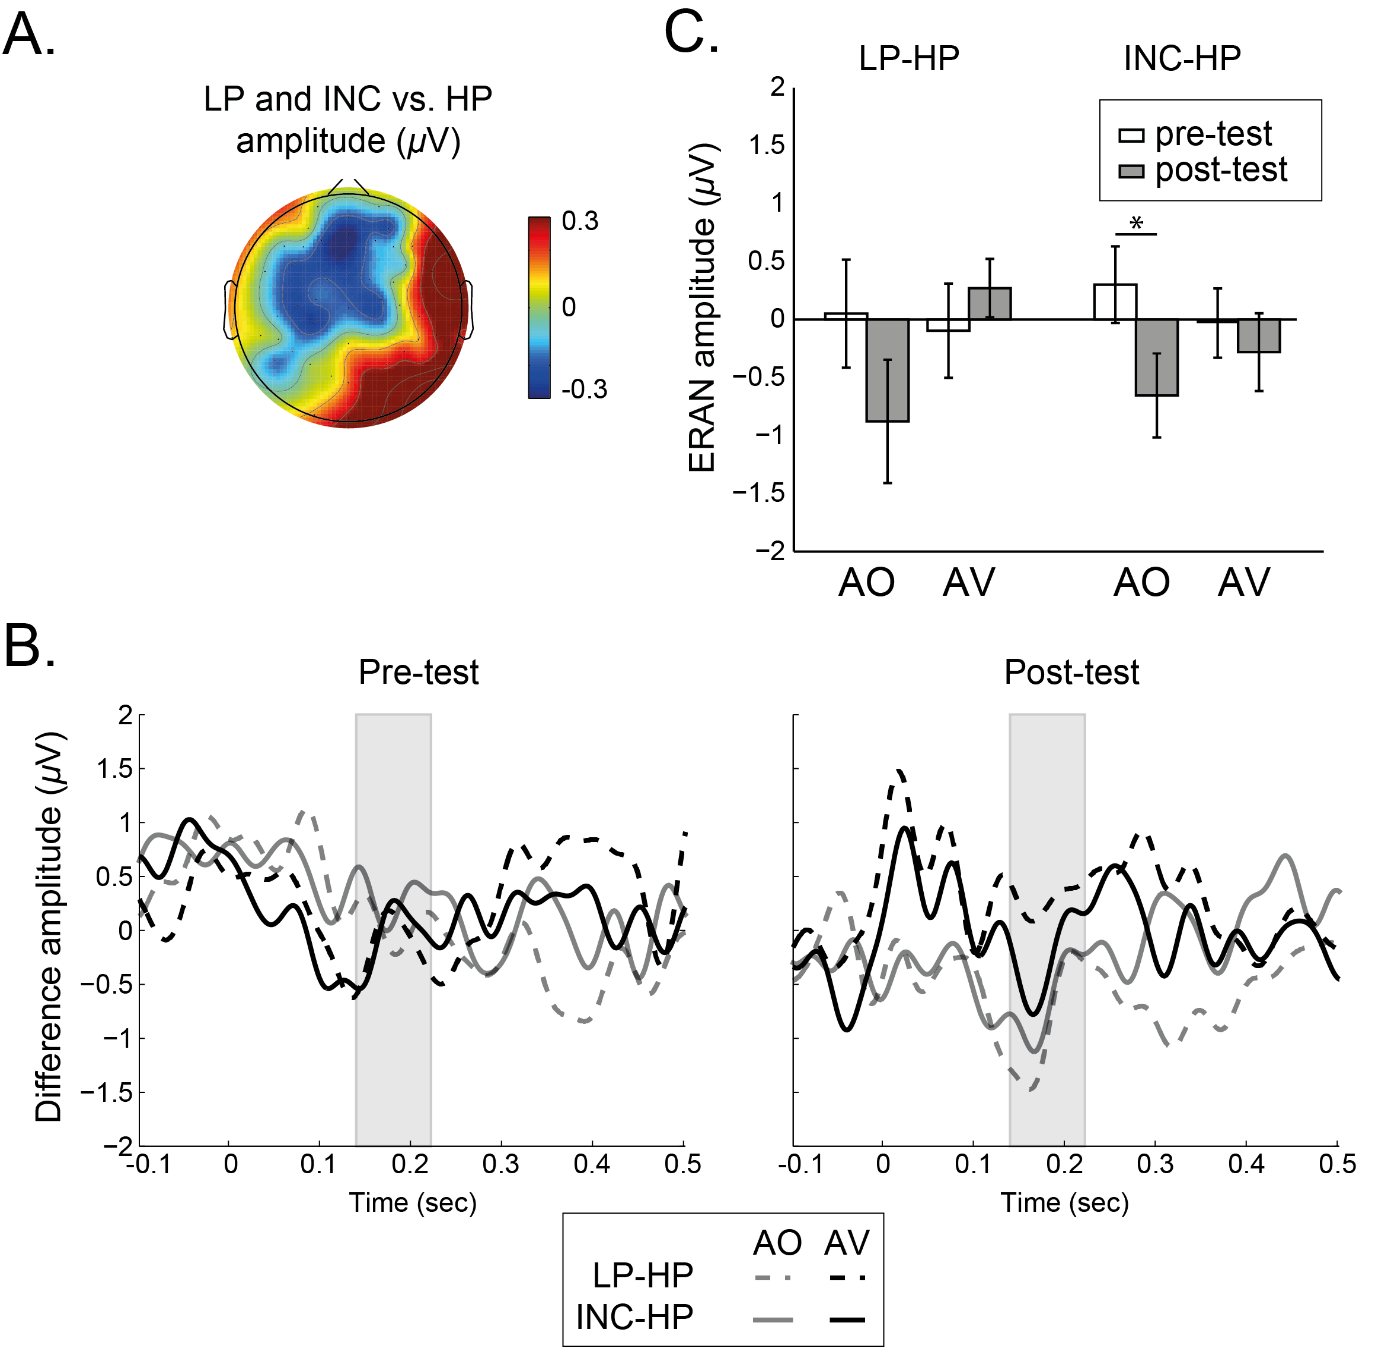 A.
LP and INC vs. HP
amplitude (µV)
0.3
0
-0.3
C.
LP-HP
INC-HP
pre-test
post-test
*
ERAN amplitude (µV)
2
1.5
1
0.5
0
−0.5
−1
−1.5
−2
AO
AV
AO
AV
B.
Pre-test
Difference amplitude (µV)
2
1.5
1
0.5
0
−0.5
−1
−1.5
−2
-0.1
0
0.1
0.2
0.3
0.4
0.5
Time (sec)
Post-test
-0.1
0
0.1
0.2
0.3
0.4
0.5
Time (sec)
AO AV
LP-HP
INC-HP